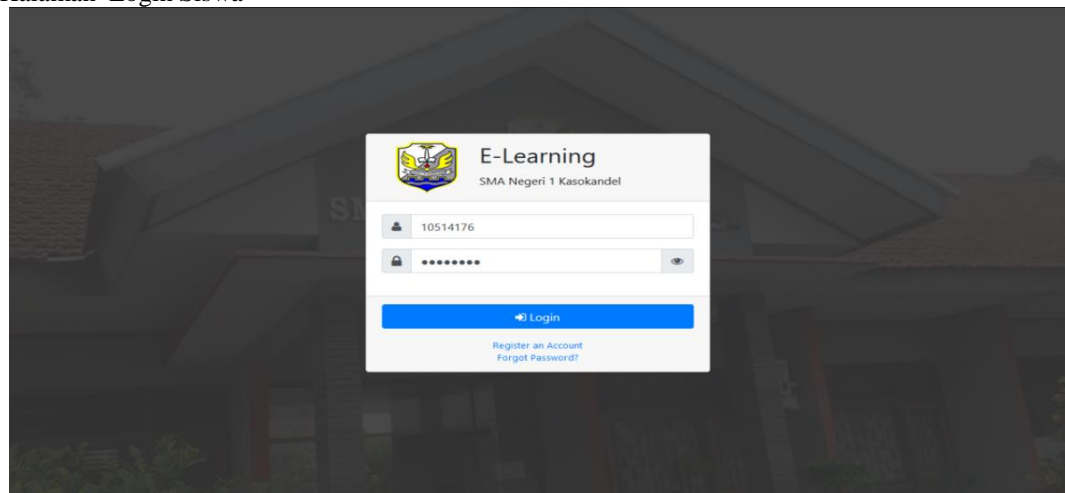 Halaman Login Siswa
E-Learning
SMA Negeri 1 Kasokandel
10514176
••••••••
Login
Register an Account
Forgot Password?